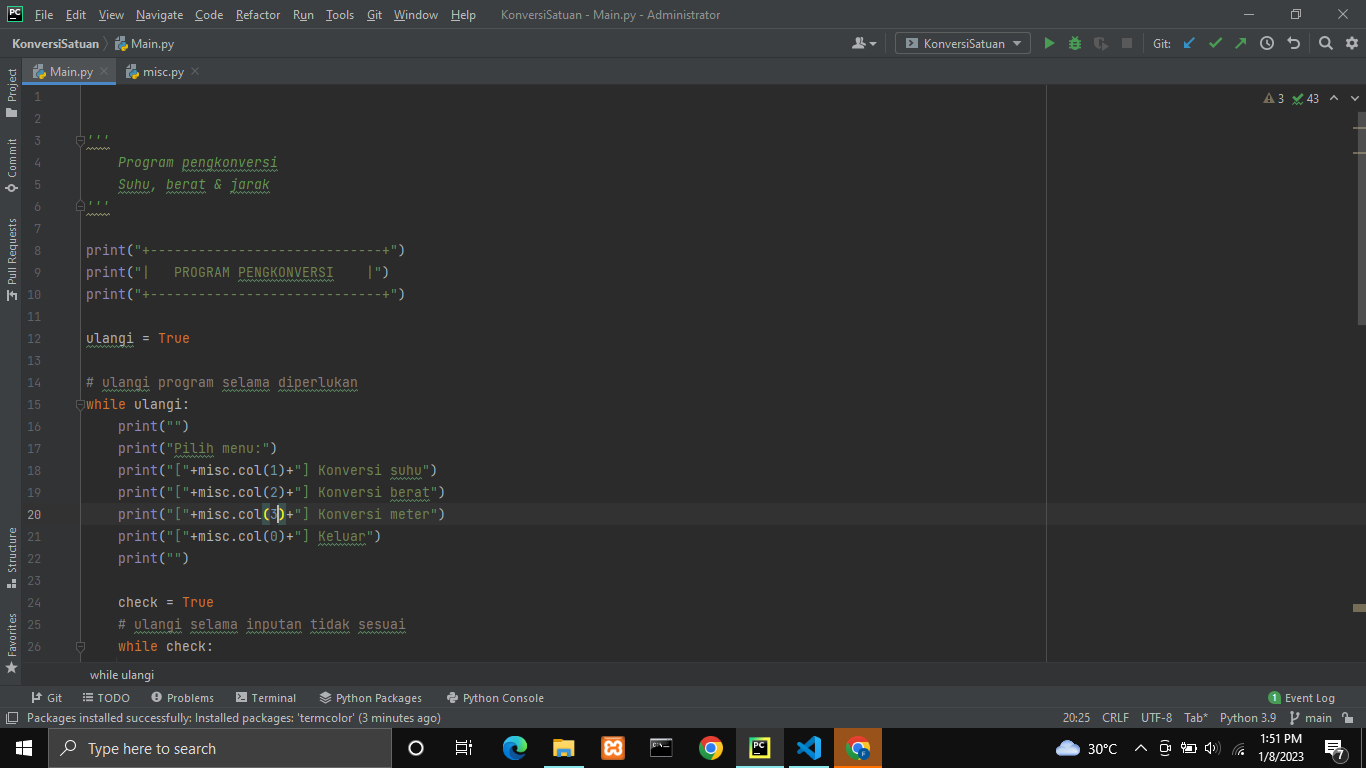 PC File Edit View Navigate Code Refactor Run Tools Git Window Help KonversiSatuan - Main.py - Administrator
KonversiSatuan Main.py KonversiSatuan Git:
Main.py misc.py
Project
Commit
Pull Requests
Structure
Favorites
3 43
1
2
3 '''
4 Program pengkonversi
5 Suhu, berat & jarak
6 '''
7
8 print("+-----------------------------+")
9 print("|   PROGRAM PENGKONVERSI    |")
10 print("+-----------------------------+")
11
12 ulangi = True
13
14 # ulangi program selama diperlukan
15 while ulangi:
16 print("")
17 print("Pilih menu:")
18 print("["+misc.col(1)+"] Konversi suhu")
19 print("["+misc.col(2)+"] Konversi berat")
20 print("["+misc.col(3)+"] Konversi meter")
21 print("["+misc.col(0)+"] Keluar")
22 print("")
23
24 check = True
25 # ulangi selama inputan tidak sesuai
26 while check:
while ulangi
Git TODO Problems Terminal Python Packages Python Console 1 Event Log
Packages installed successfully: Installed packages: 'termcolor' (3 minutes ago) 20:25 CRLF UTF-8 Tab* Python 3.9 main
Type here to search PC F 30°C 1:51 PM
1/8/2023 7